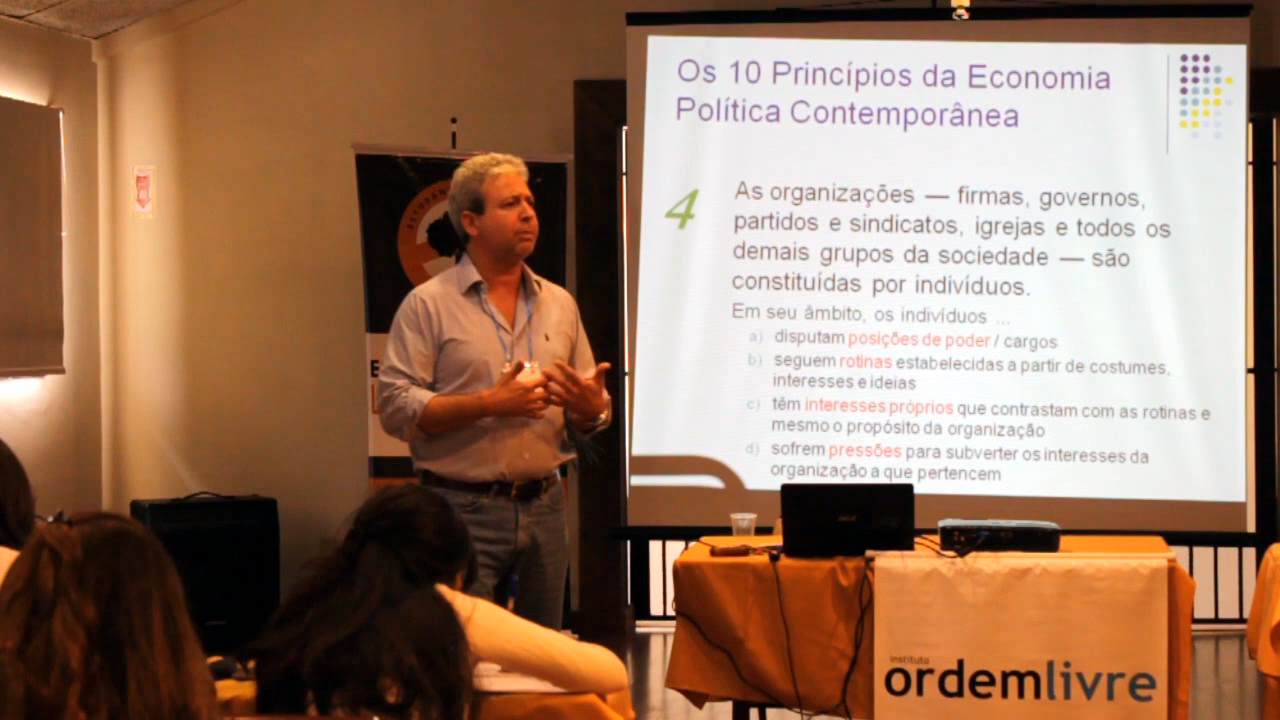 Os 10 Princípios da Economia
Política Contemporânea
4
As organizações — firmas, governos,
partidos e sindicatos, igrejas e todos os
demais grupos da sociedade — são
constituídas por indivíduos.
Em seu âmbito, os indivíduos ...
a) disputam posições de poder / cargos
b) seguem rotinas estabelecidas a partir de costumes,
interesses e ideias
c) têm interesses próprios que contrastam com as rotinas e
mesmo o propósito da organização
d) sofrem pressões para subverter os interesses da
organização a que pertencem
instituto
ordemlivre